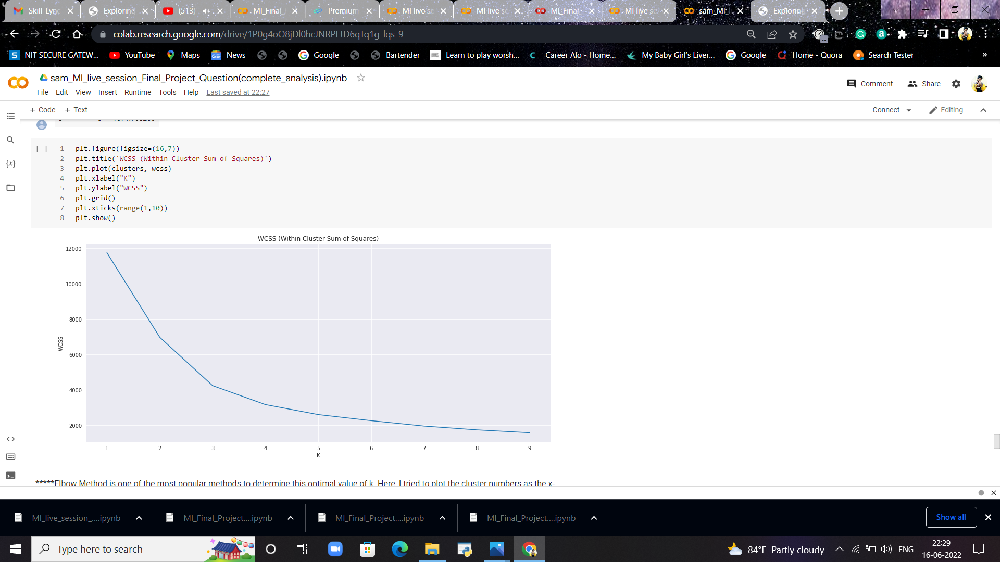 Skill-Lyn
Exploring
(513)
Ml_Final_
Premium
Ml live se
Ml live se
Ml_Final
Ml live se
sam_Ml_l
Exploring
colab.research.google.com/drive/1P0g4oO8jDl0hcJNRPEtD6qTq1g_lqs_9
NIT SECURE GATEW...
YouTube
Maps
News
Google
Bartender
Learn to play worsh...
Career Alo - Home...
My Baby Girl's Liver...
Google
Home - Quora
Search Tester
»
sam_Ml_live_session_Final_Project_Question(complete_analysis).ipynb
Comment
Share
File Edit View Insert Runtime Tools Help Last saved at 22:27
+ Code + Text
Connect
Editing
[ ]
1 plt.figure(figsize=(16,7))
2 plt.title('WCSS (Within Cluster Sum of Squares)')
3 plt.plot(clusters, wcss)
4 plt.xlabel("K")
5 plt.ylabel("WCSS")
6 plt.grid()
7 plt.xticks(range(1,10))
8 plt.show()
WCSS (Within Cluster Sum of Squares)
12000
10000
8000
6000
4000
2000
WCSS
1 2 3 4 5 6 7 8 9
K
*****Elbow Method is one of the most popular methods to determine this optimal value of k. Here, I tried to plot the cluster numbers as the x-
Ml_live_session_....ipynb
Ml_Final_Project....ipynb
Ml_Final_Project....ipynb
Ml_Final_Project....ipynb
Show all
Type here to search
84°F Partly cloudy
ENG
22:29
16-06-2022